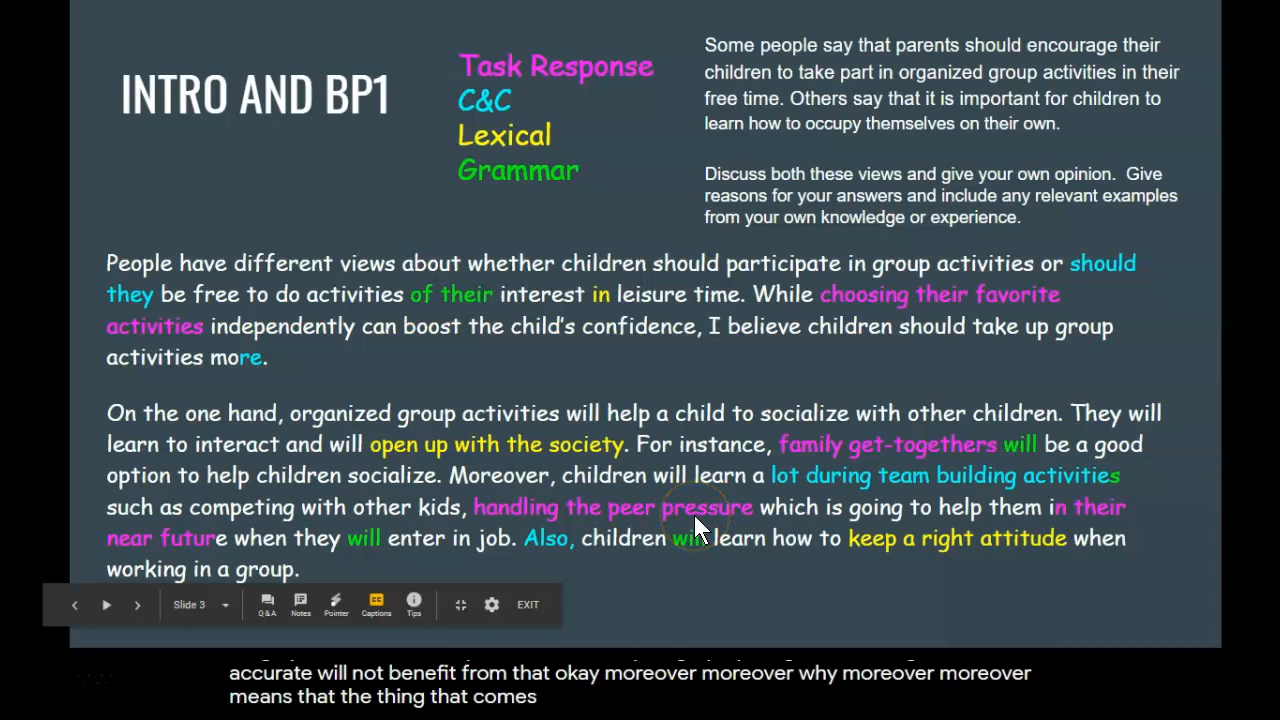 INTRO AND BP1
Task Response
C&C
Lexical
Grammar
Some people say that parents should encourage their
children to take part in organized group activities in their
free time. Others say that it is important for children to
learn how to occupy themselves on their own.
Discuss both these views and give your own opinion.  Give
reasons for your answers and include any relevant examples
from your own knowledge or experience.
People have different views about whether children should participate in group activities or should
they be free to do activities of their interest in leisure time. While choosing their favorite
activities independently can boost the child's confidence, I believe children should take up group
activities more.
On the one hand, organized group activities will help a child to socialize with other children. They will
learn to interact and will open up with the society. For instance, family get-togethers will be a good
option to help children socialize. Moreover, children will learn a lot during team building activities
such as competing with other kids, handling the peer pressure which is going to help them in their
near future when they will enter in job. Also, children will learn how to keep a right attitude when
working in a group.
Slide 3
Q&A
Notes
Pointer
Captions
Tips
EXIT
accurate will not benefit from that okay moreover moreover why moreover moreover
means that the thing that comes